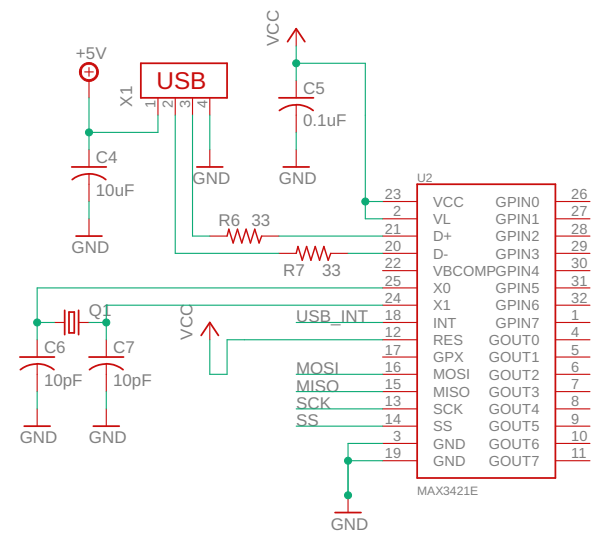 VCC
+5V
X1
USB
1
2
3
4
C5
0.1uF
C4
10uF
GND
GND
GND
U2
R6 33
R7 33
23 VCC GPIN0 26
2 VL GPIN1 27
21 D+ GPIN2 28
20 D- GPIN3 29
22 VBCOMP GPIN4 30
25 X0 GPIN5 31
24 X1 GPIN6 32
USB_INT 18 INT GPIN7 1
12 RES GOUT0 4
17 GPX GOUT1 5
MOSI 16 MOSI GOUT2 6
MISO 15 MISO GOUT3 7
SCK 13 SCK GOUT4 8
SS 14 SS GOUT5 9
3 GND GOUT6 10
19 GND GOUT7 11
MAX3421E
Q1
VCC
C6
10pF
C7
10pF
GND
GND
GND